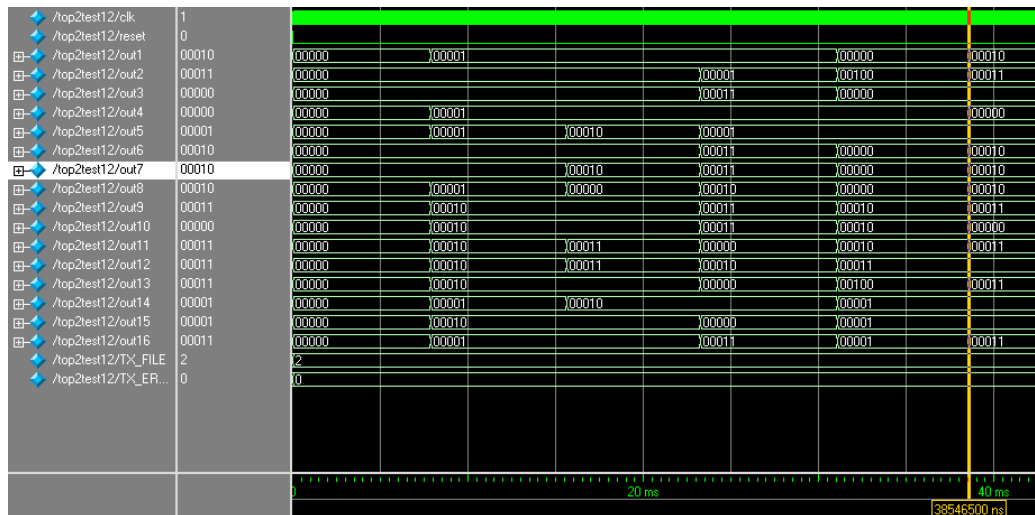 /top2test12/clk 1
/top2test12/reset 0
/top2test12/out1 00010 00000 00001 00000 00010
/top2test12/out2 00011 00000 00001 00100 00011
/top2test12/out3 00000 00000 00011 00000
/top2test12/out4 00000 00000 00001 00000
/top2test12/out5 00001 00000 00001 00010 00001
/top2test12/out6 00010 00000 00011 00000 00010
/top2test12/out7 00010 00000 00010 00011 00000 00010
/top2test12/out8 00010 00000 00001 00000 00010 00000 00010
/top2test12/out9 00011 00000 00010 00011 00010 00011
/top2test12/out10 00000 00000 00010 00011 00010 00000
/top2test12/out11 00011 00000 00010 00011 00000 00010 00011
/top2test12/out12 00011 00000 00010 00011 00010 00011
/top2test12/out13 00011 00000 00010 00000 00100 00011
/top2test12/out14 00001 00000 00001 00010 00001
/top2test12/out15 00001 00000 00010 00000 00001
/top2test12/out16 00011 00000 00001 00011 00001 00011
/top2test12/TX_FILE 2 2
/top2test12/TX_ER... 0 0
0 20 ms 40 ms
38546500 ns